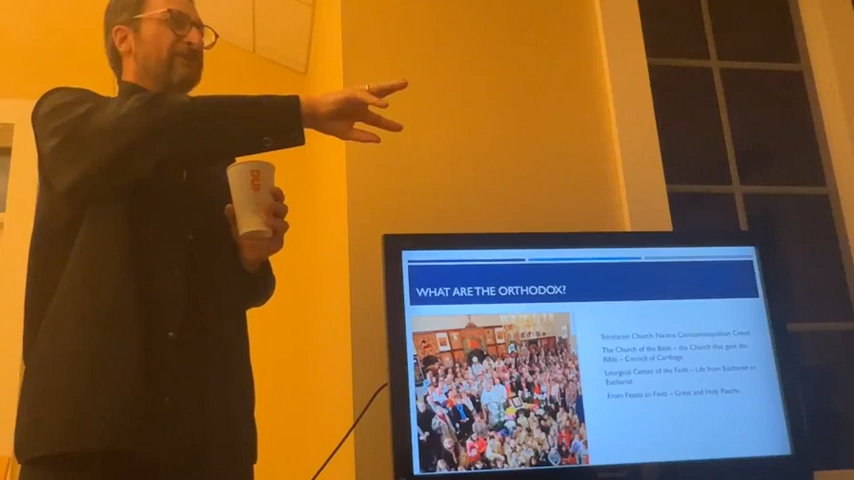 DUN
WHAT ARE THE ORTHODOX?
Trinitarian Church: Nicene Constantinopolitan Creed
The Church of the Bible – the Church that gave the
Bible – Council of Carthage
Liturgical Center of the Faith – Life from Eucharist to
Eucharist
From Feasts to Fasts – Great and Holy Pascha